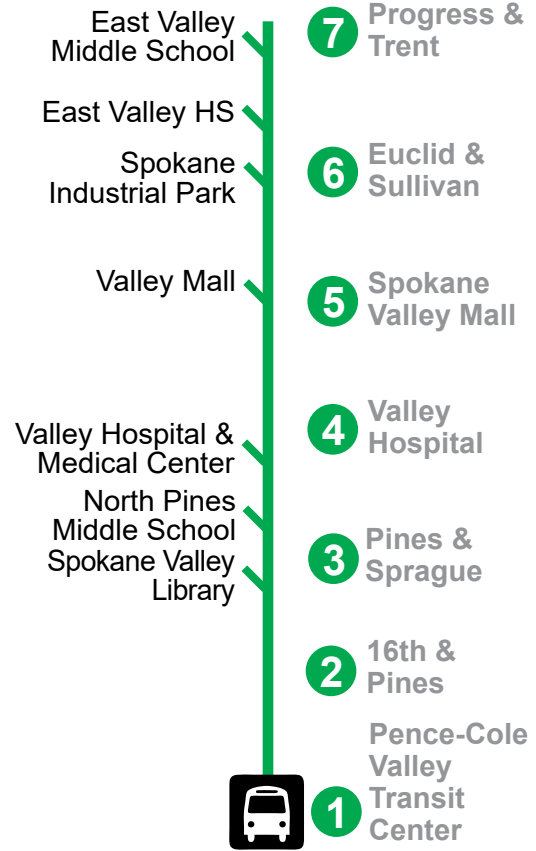 East Valley
Middle School
7
Progress &
Trent
East Valley HS
Spokane
Industrial Park
6
Euclid &
Sullivan
Valley Mall
5
Spokane
Valley Mall
Valley Hospital &
Medical Center
4
Valley
Hospital
North Pines
Middle School
Spokane Valley
Library
3
Pines &
Sprague
2
16th &
Pines
1
Pence-Cole
Valley
Transit
Center